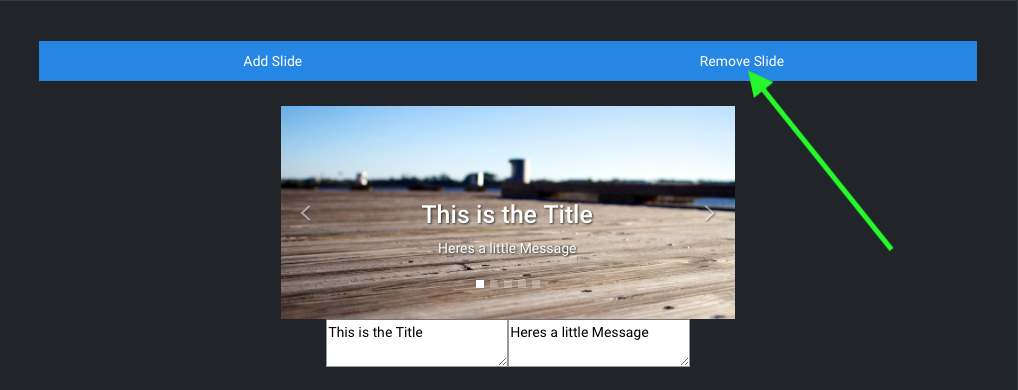 Add Slide
Remove Slide
This is the Title
Heres a little Message
This is the Title
Heres a little Message